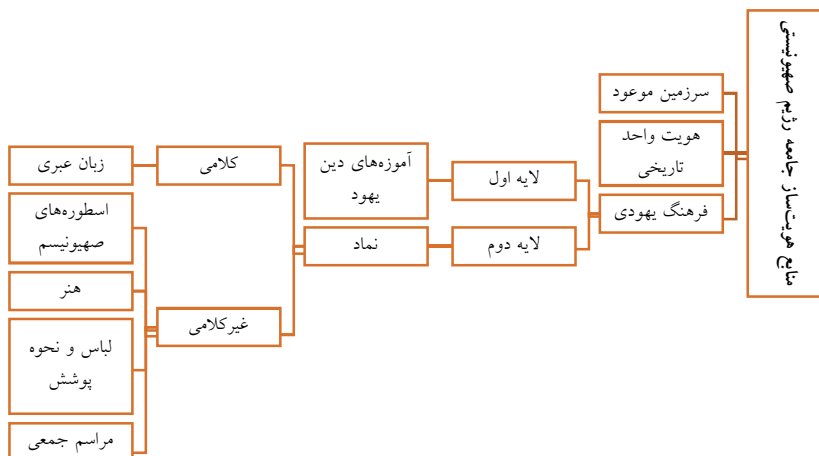 منابع هویت‌ساز جامعه رژیم صهیونیستی
سرزمین موعود
هویت واحد
تاریخی
فرهنگ یهودی
لایه اول
لایه دوم
آموزه‌های دین
یهود
نماد
کلامی
غیرکلامی
زبان عبری
اسطوره‌های
صهیونیسم
هنر
لباس و نحوه
پوشش
مراسم جمعی